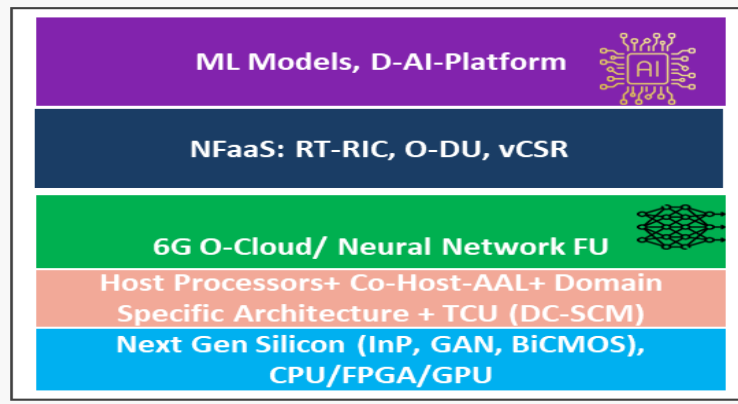 ML Models, D-AI-Platform
AI
NFaaS: RT-RIC, O-DU, vCSR
6G O-Cloud/ Neural Network FU
Host Processors+ Co-Host-AAL+ Domain
Specific Architecture + TCU (DC-SCM)
Next Gen Silicon (InP, GAN, BiCMOS),
CPU/FPGA/GPU